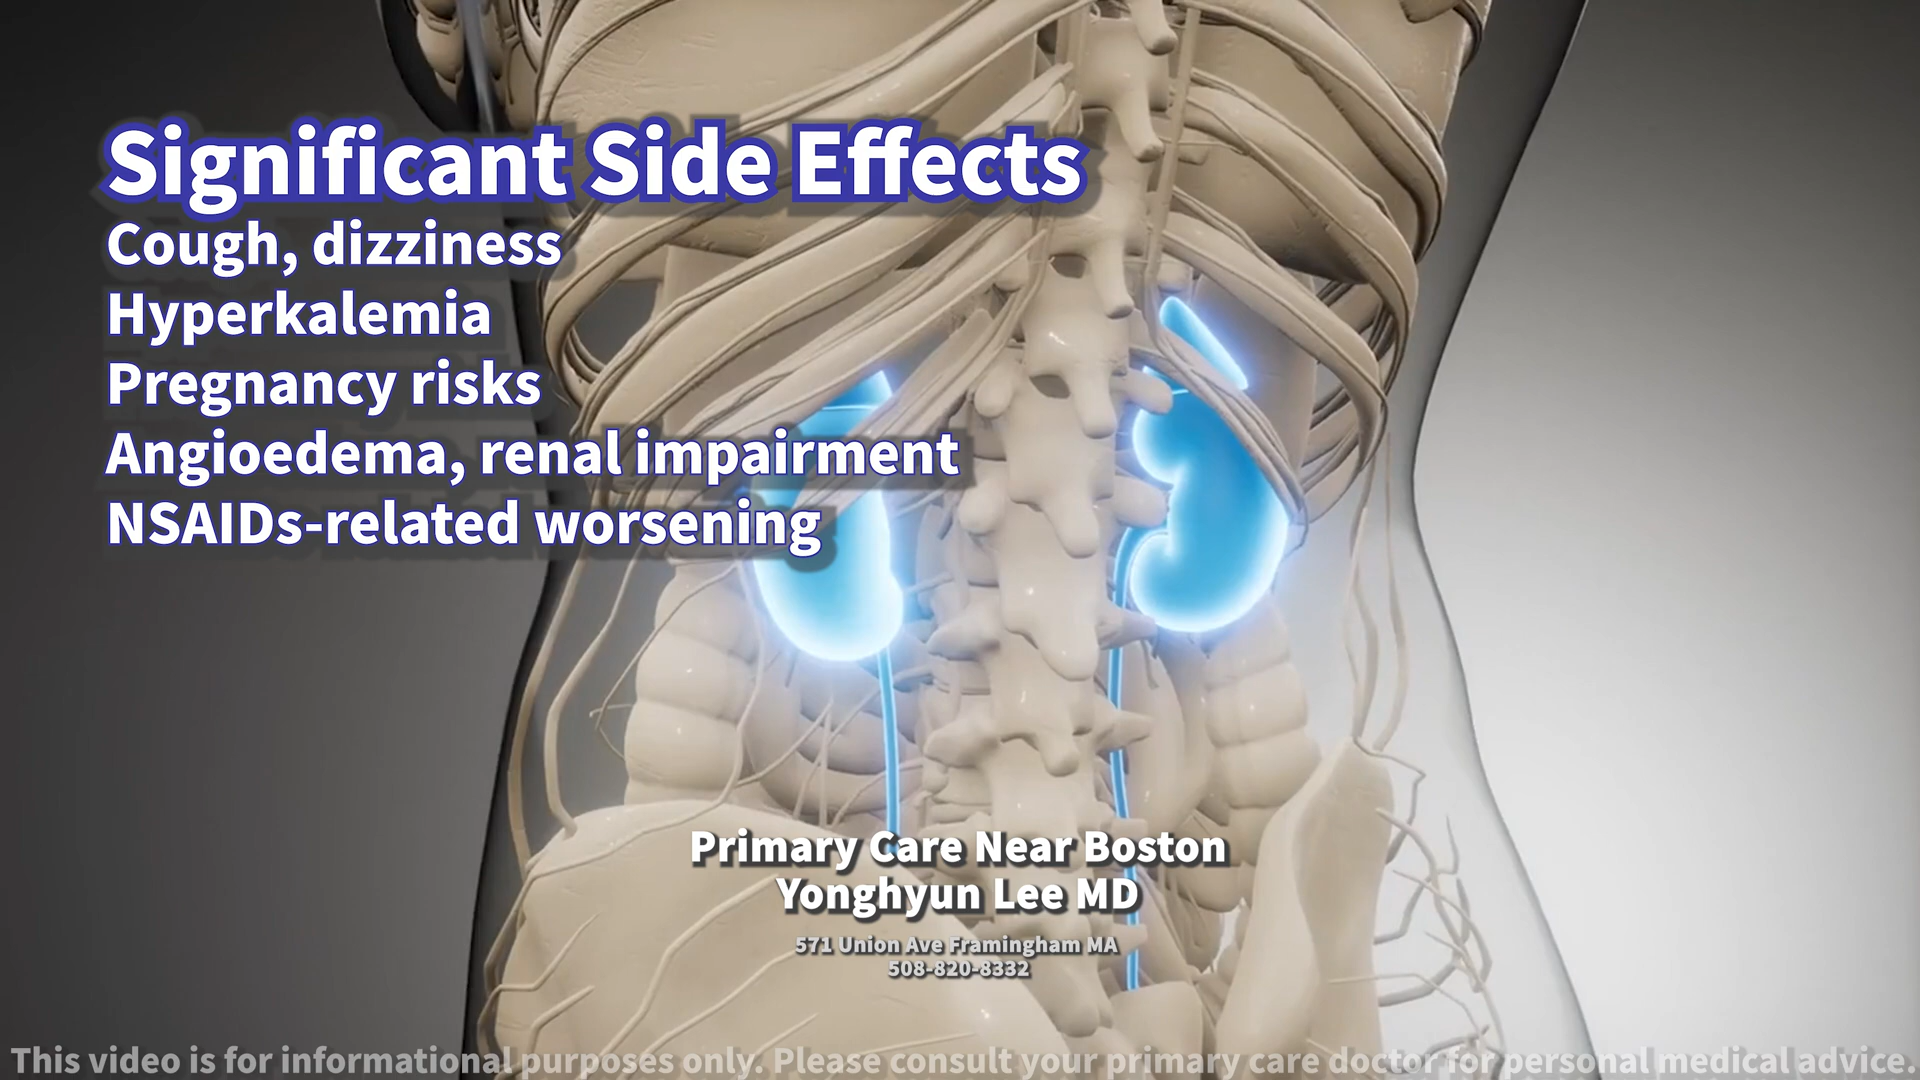 Significant Side Effects
Cough, dizziness
Hyperkalemia
Pregnancy risks
Angioedema, renal impairment
NSAIDs-related worsening
Primary Care Near Boston
Yonghyun Lee MD
571 Union Ave Framingham MA
508-820-8332
This video is for informational purposes only. Please consult your primary care doctor for personal medical advice.